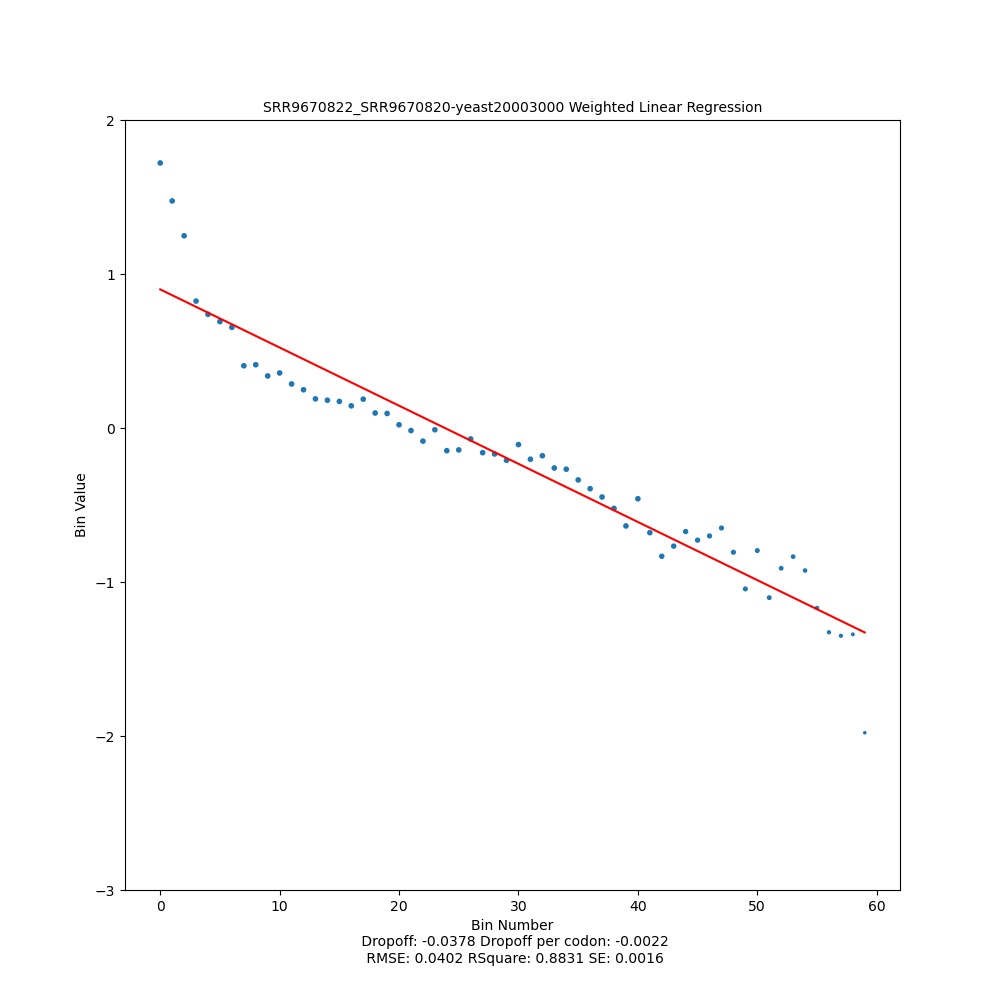 SRR9670822_SRR9670820-yeast20003000 Weighted Linear Regression
2
1
0
−1
−2
−3
Bin Value
0 10 20 30 40 50 60
Bin Number
Dropoff: -0.0378 Dropoff per codon: -0.0022
RMSE: 0.0402 RSquare: 0.8831 SE: 0.0016